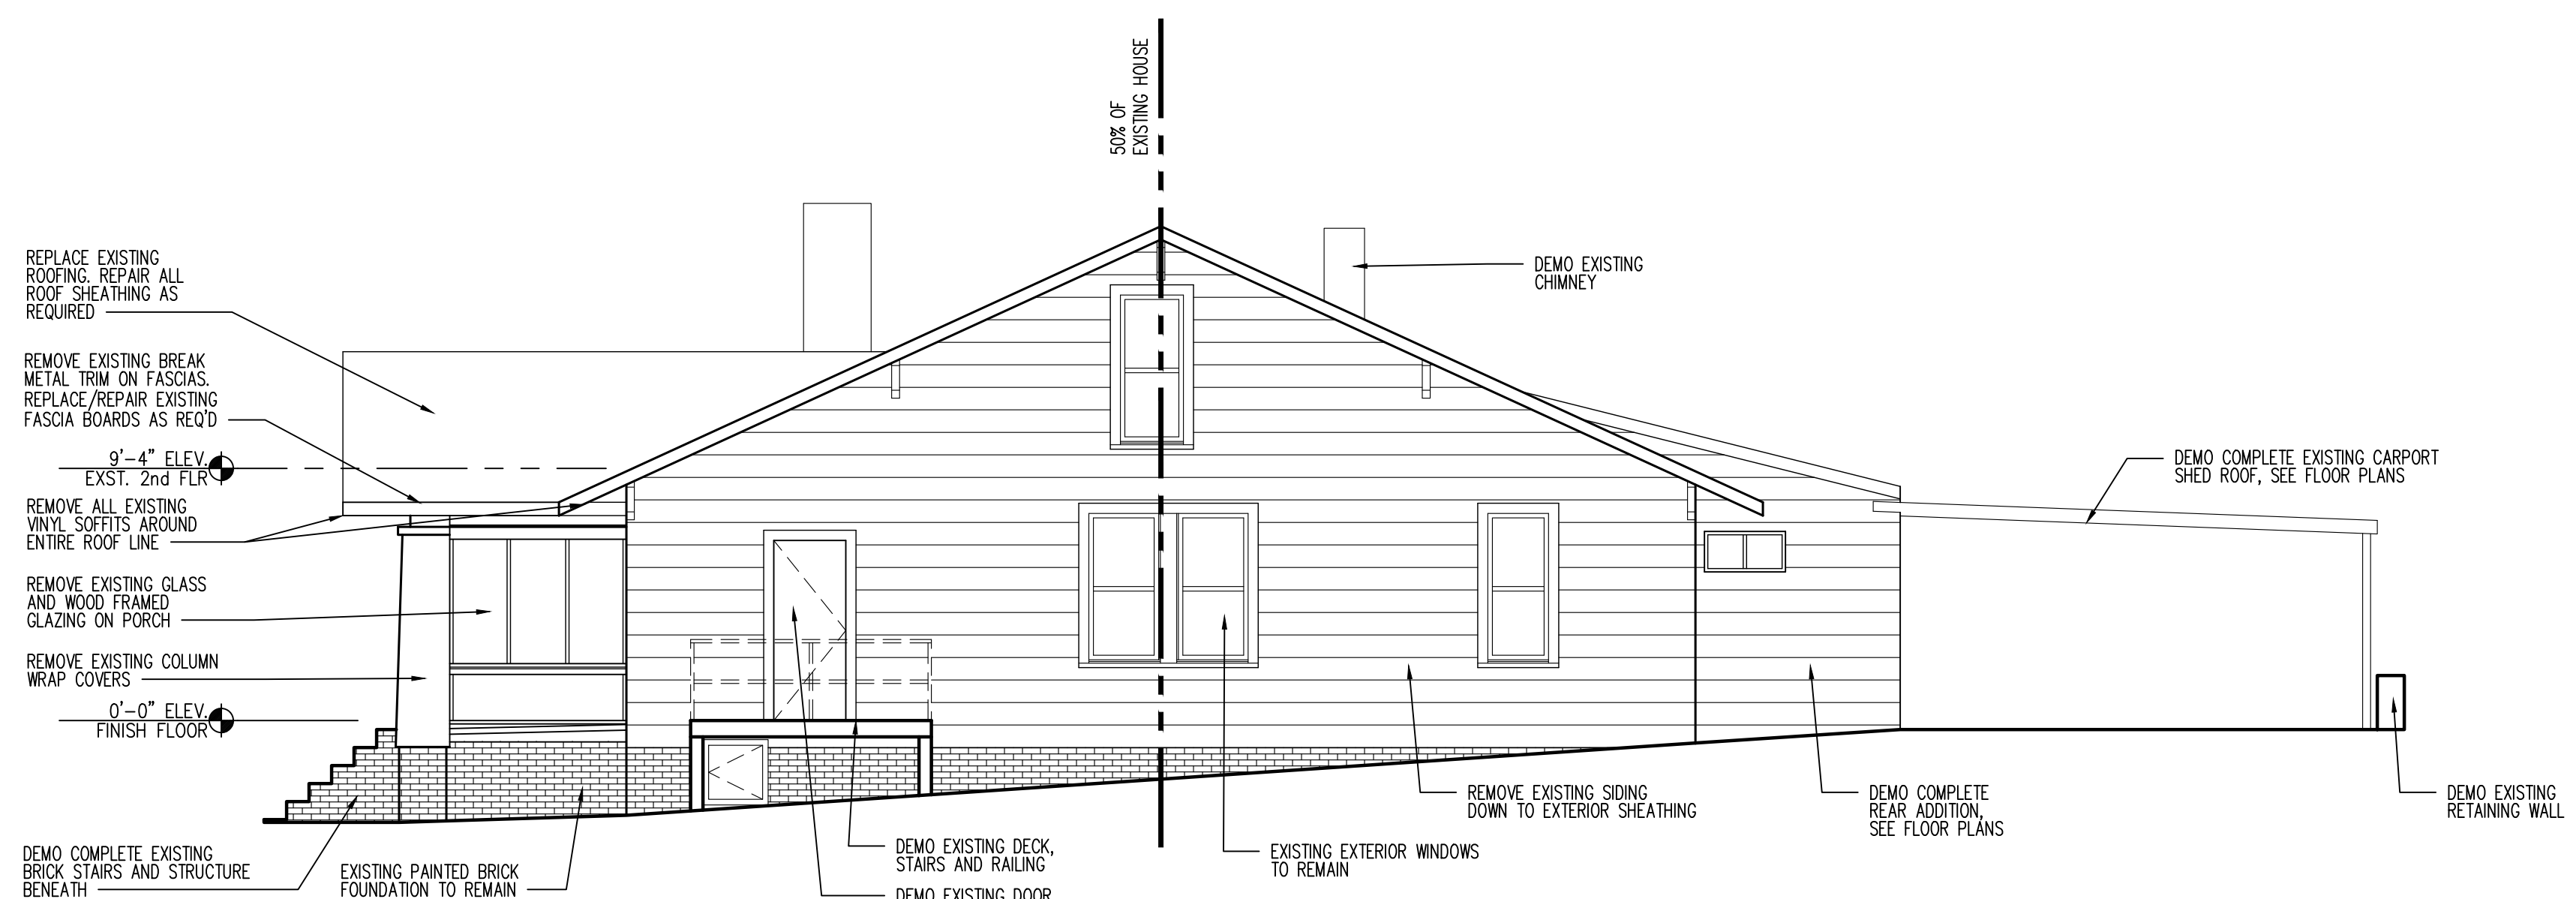 50% OF
EXISTING HOUSE
REPLACE EXISTING
ROOFING. REPAIR ALL
ROOF SHEATHING AS
REQUIRED
REMOVE EXISTING BREAK
METAL TRIM ON FASCIAS.
REPLACE/REPAIR EXISTING
FASCIA BOARDS AS REQ'D
9'-4" ELEV.
EXST. 2nd FLR
REMOVE ALL EXISTING
VINYL SOFFITS AROUND
ENTIRE ROOF LINE
REMOVE EXISTING GLASS
AND WOOD FRAMED
GLAZING ON PORCH
REMOVE EXISTING COLUMN
WRAP COVERS
0'-0" ELEV.
FINISH FLOOR
DEMO COMPLETE EXISTING
BRICK STAIRS AND STRUCTURE
BENEATH
EXISTING PAINTED BRICK
FOUNDATION TO REMAIN
DEMO EXISTING DECK,
STAIRS AND RAILING
DEMO EXISTING DOOR
EXISTING EXTERIOR WINDOWS
TO REMAIN
REMOVE EXISTING SIDING
DOWN TO EXTERIOR SHEATHING
DEMO COMPLETE
REAR ADDITION,
SEE FLOOR PLANS
DEMO EXISTING
RETAINING WALL
DEMO COMPLETE EXISTING CARPORT
SHED ROOF, SEE FLOOR PLANS
DEMO EXISTING
CHIMNEY